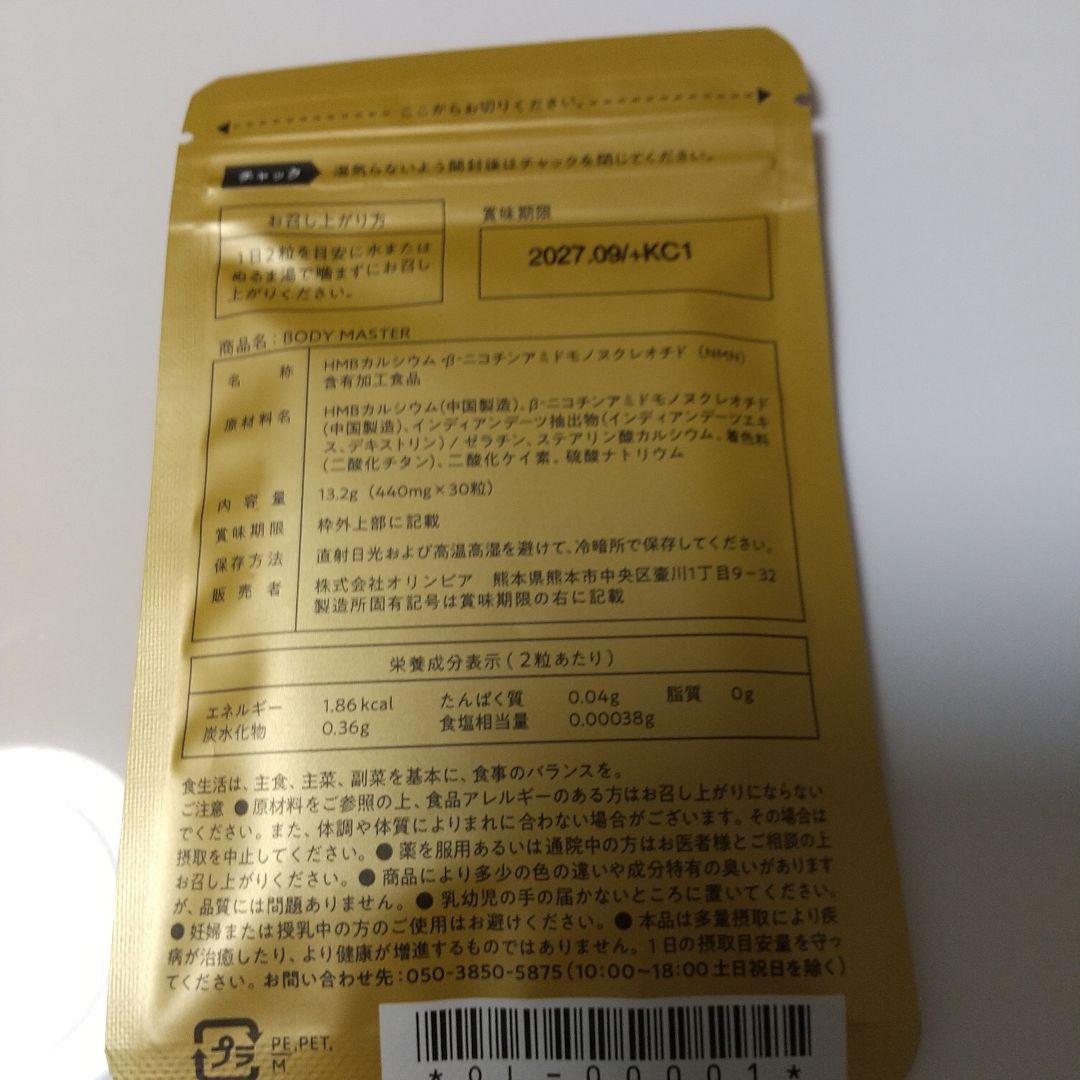 ここからお切りください。
チャック
湿気らないよう開封後はチャックを閉じてください。
お召し上がり方
1日2粒を目安に水または
ぬるま湯で噛まずにお召し
上がりください。
賞味期限
2027.09/+KC1
商品名：BODY MASTER
名 称
HMBカルシウム・β-ニコチンアミドモノヌクレオチド（NMN）
含有加工食品
原材料名
HMBカルシウム(中国製造)、β-ニコチンアミドモノヌクレオチド
(中国製造)、インディアンデーツ抽出物(インディアンデーツエキ
ス、デキストリン) / ゼラチン、ステアリン酸カルシウム、着色料
(二酸化チタン)、二酸化ケイ素、硫酸ナトリウム
内 容 量
13.2g（440mg×30粒）
賞味期限
枠外上部に記載
保存方法
直射日光および高温高湿を避けて、冷暗所で保存してください。
販 売 者
株式会社オリンピア 熊本県熊本市中央区壷川1丁目9－32
製造所固有記号は賞味期限の右に記載
栄養成分表示（2粒あたり）
エネルギー 1.86kcal たんぱく質 0.04g 脂質 0g
炭水化物 0.36g 食塩相当量 0.00038g
食生活は、主食、主菜、副菜を基本に、食事のバランスを。
ご注意 ●原材料をご参照の上、食品アレルギーのある方はお召し上がりにならない
でください。また、体調や体質によりまれに合わない場合がございます。その場合は
摂取を中止してください。●薬を服用あるいは通院中の方はお医者様とご相談の上
お召し上がりください。●商品により多少の色の違いや成分特有の臭いがあります
が、品質には問題ありません。●乳幼児の手の届かないところに置いてください。
●妊婦または授乳中の方のご使用はお避けください。●本品は多量摂取により疾
病が治癒したり、より健康が増進するものではありません。1日の摂取目安量を守っ
てください。お問い合わせ先：050-3850-5875（10：00～18：00 土日祝日を除く）
プラ
PE,PET,
M
*OL-00001*